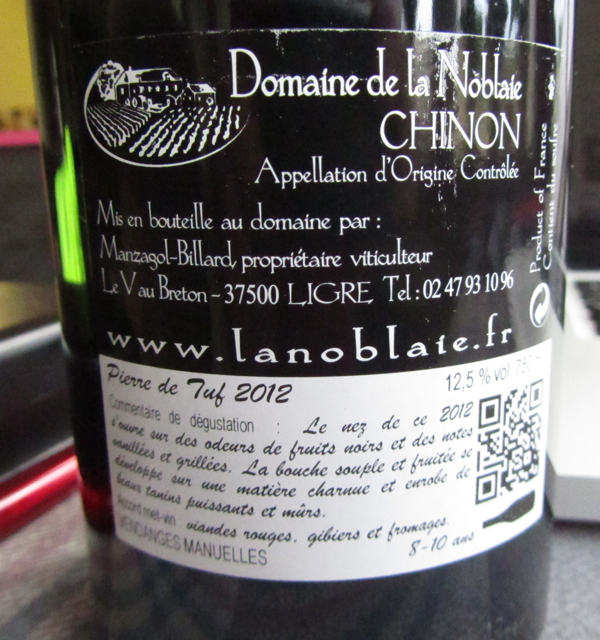 Domaine de la Noblaie
CHINON
Appellation d'Origine Contrôlée
Mis en bouteille au domaine par :
Manzagol-Billard, propriétaire viticulteur
Le V au Breton - 37500 LIGRE Tel : 02 47 93 10 96
www.lanoblaie.fr
Product of France
Contient du soufre
Pierre de Tuf 2012
12,5 % vol.
Commentaire de dégustation : Le nez de ce 2012
s'ouvre sur des odeurs de fruits noirs et des notes
vanillées et grillées. La bouche souple et fruitée se
développe sur une matière charnue et enrobe de
beaux tanins puissants et mûrs.
Accord met-vin viandes rouges, gibiers et fromages.
VENDANGES MANUELLES
8-10 ans